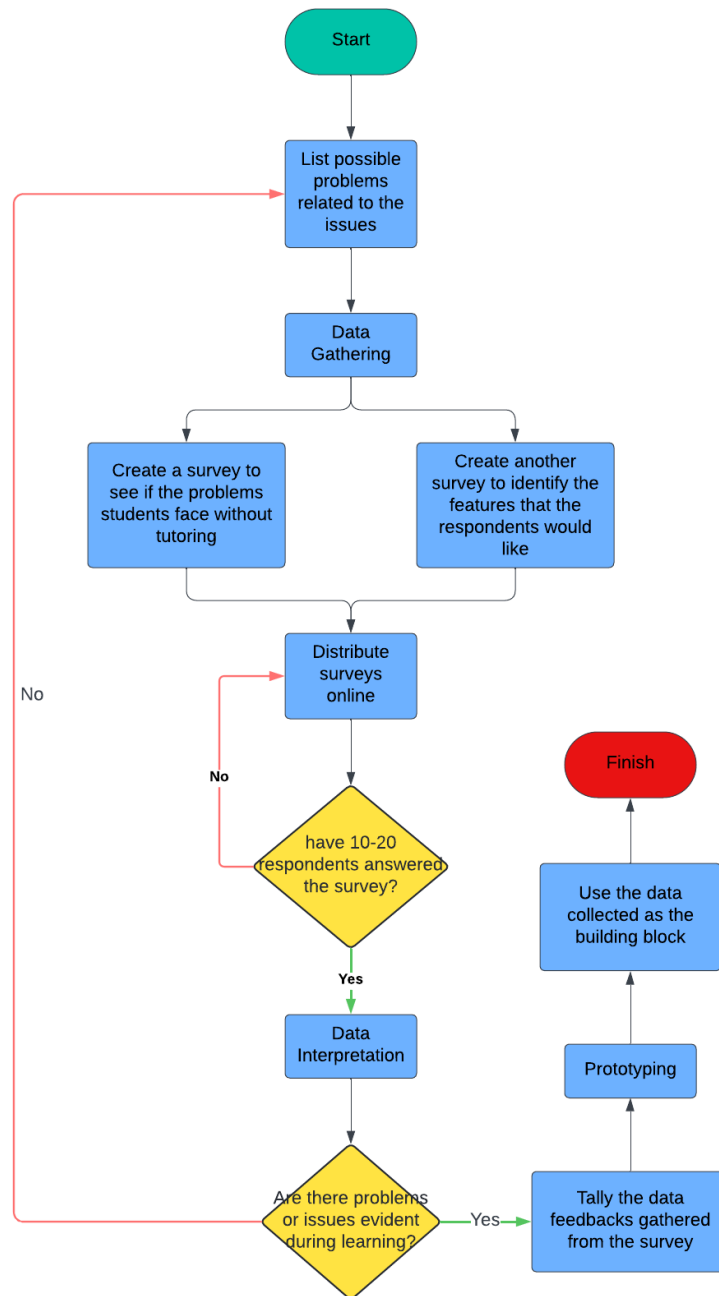 Start
List possible
problems
related to the
issues
Data
Gathering
Create a survey to
see if the problems
students face without
tutoring
Create another
survey to identify the
features that the
respondents would
like
Distribute
surveys
online
No
No
have 10-20
respondents answered
the survey?
Yes
Data
Interpretation
Are there problems
or issues evident
during learning?
Yes
Tally the data
feedbacks gathered
from the survey
Prototyping
Use the data
collected as the
building block
Finish